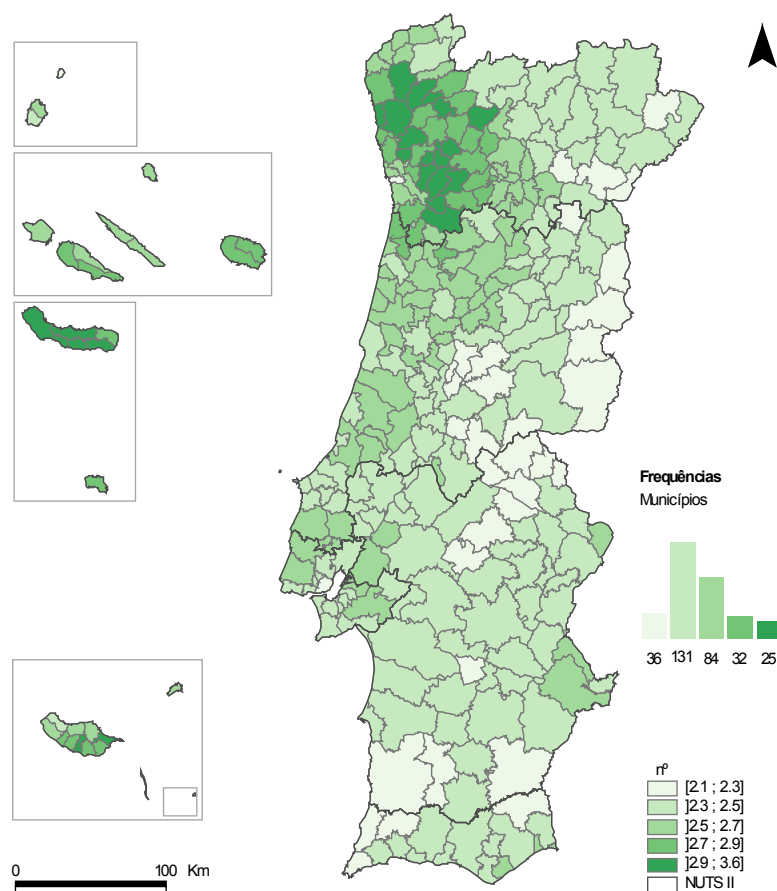 Frequências
Municípios
36 131 84 32 25
nº
]2.1 ; 2.3]
]2.3 ; 2.5]
]2.5 ; 2.7]
]2.7 ; 2.9]
]2.9 ; 3.6]
NUTS II
0 100 Km